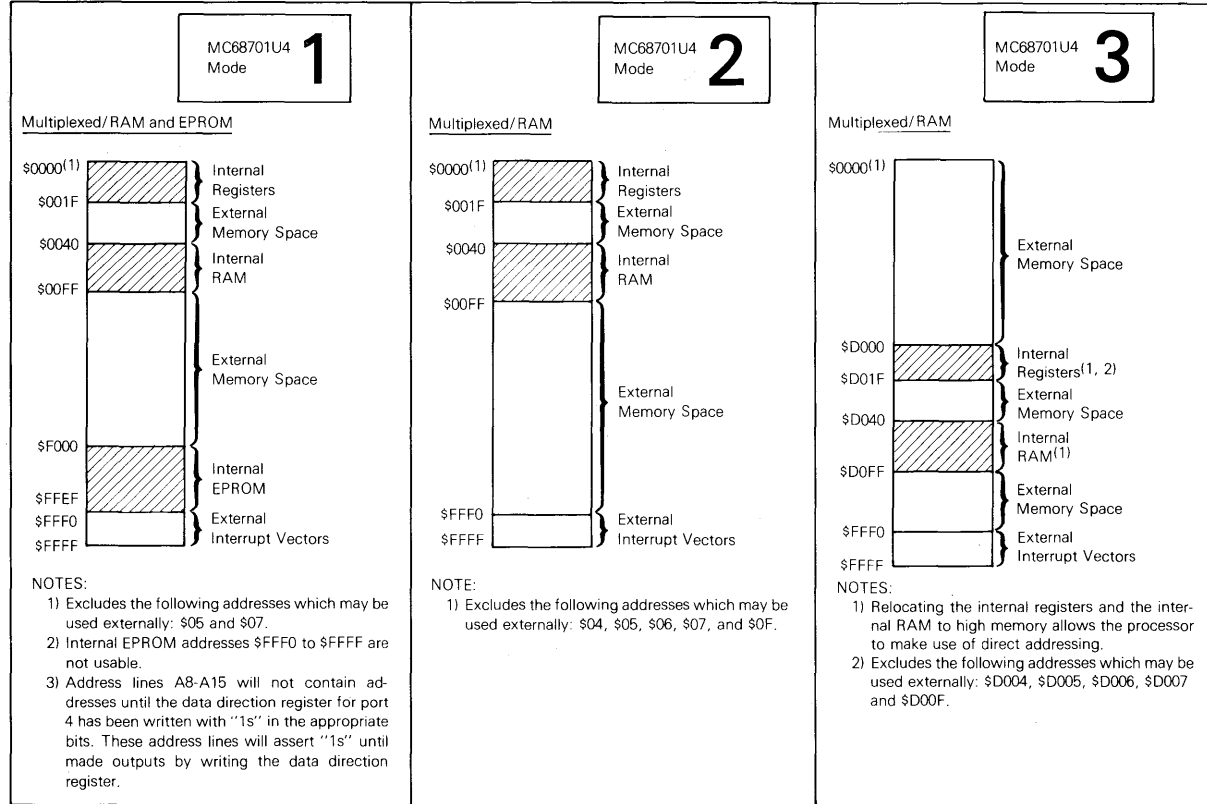 MC68701U4
Mode 1
Multiplexed/RAM and EPROM
$0000(1)
Internal
Registers
$001F
External
Memory Space
$0040
Internal
RAM
$00FF
External
Memory Space
$F000
Internal
EPROM
$FFEF
$FFF0
External
Interrupt Vectors
$FFFF
NOTES:
1) Excludes the following addresses which may be
used externally: $05 and $07.
2) Internal EPROM addresses $FFF0 to $FFFF are
not usable.
3) Address lines A8-A15 will not contain ad-
dresses until the data direction register for port
4 has been written with "1s" in the appropriate
bits. These address lines will assert "1s" until
made outputs by writing the data direction
register.
MC68701U4
Mode 2
Multiplexed/RAM
$0000(1)
Internal
Registers
$001F
External
Memory Space
$0040
Internal
RAM
$00FF
External
Memory Space
$FFF0
External
Interrupt Vectors
$FFFF
NOTE:
1) Excludes the following addresses which may be
used externally: $04, $05, $06, $07, and $0F.
MC68701U4
Mode 3
Multiplexed/RAM
$0000(1)
External
Memory Space
$D000
Internal
Registers(1, 2)
$D01F
External
Memory Space
$D040
Internal
RAM(1)
$D0FF
External
Memory Space
$FFF0
External
Interrupt Vectors
$FFFF
NOTES:
1) Relocating the internal registers and the inter-
nal RAM to high memory allows the processor
to make use of direct addressing.
2) Excludes the following addresses which may be
used externally: $D004, $D005, $D006, $D007
and $D00F.